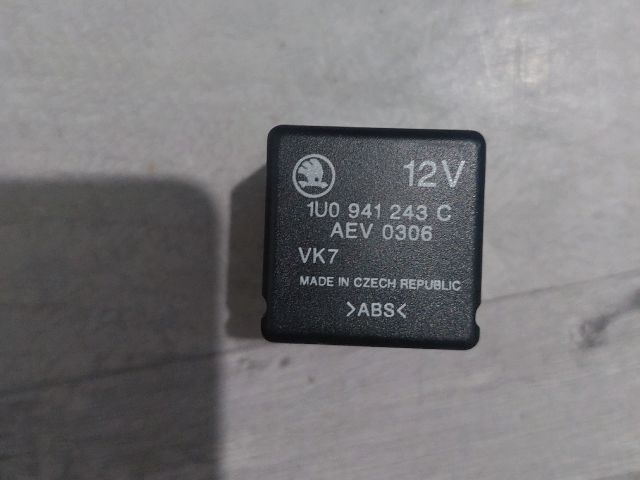 12V
1U0 941 243 C
AEV 0306
VK7
MADE IN CZECH REPUBLIC
>ABS<